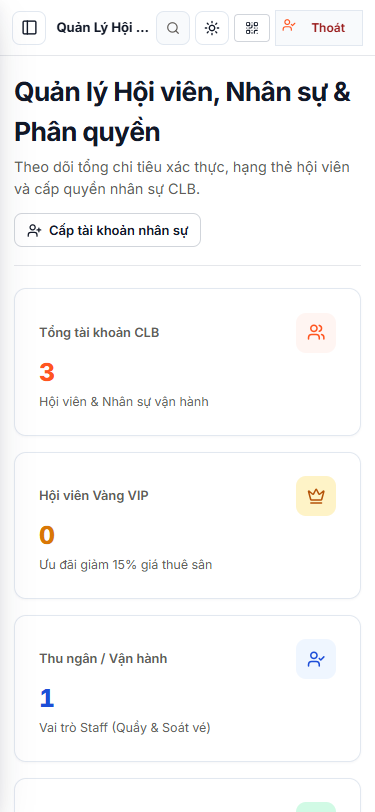 Quản Lý Hội ...
Thoát
Quản lý Hội viên, Nhân sự &
Phân quyền
Theo dõi tổng chi tiêu xác thực, hạng thẻ hội viên
và cấp quyền nhân sự CLB.
Cấp tài khoản nhân sự
Tổng tài khoản CLB
3
Hội viên & Nhân sự vận hành
Hội viên Vàng VIP
0
Ưu đãi giảm 15% giá thuê sân
Thu ngân / Vận hành
1
Vai trò Staff (Quầy & Soát vé)